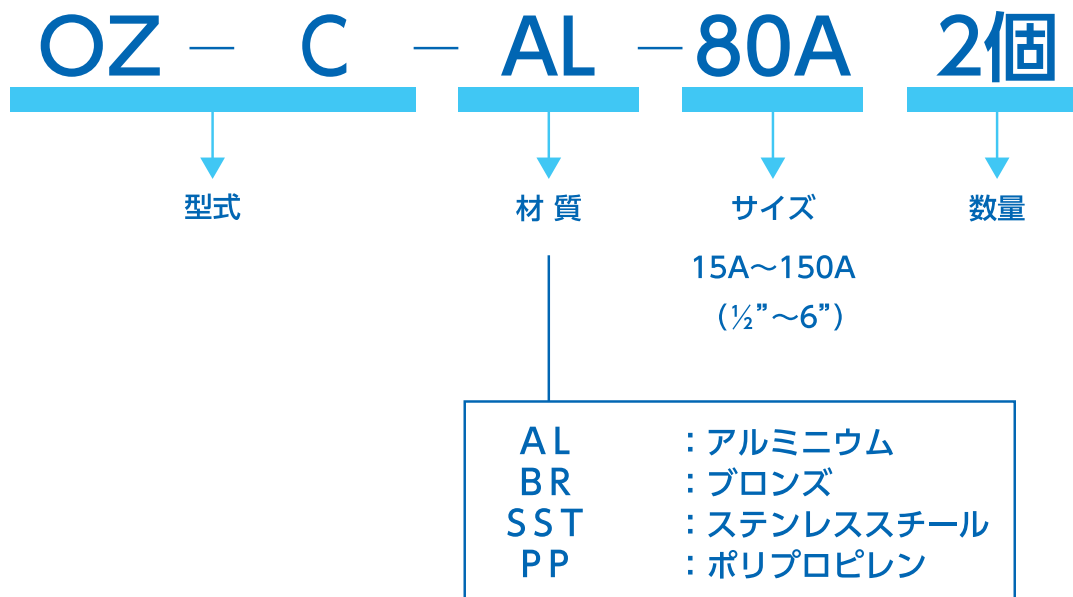 OZ － C － AL － 80A 2個
型式 材質 サイズ 数量
15A～150A
（½”～6”）
AL ：アルミニウム
BR ：ブロンズ
SST ：ステンレススチール
PP ：ポリプロピレン